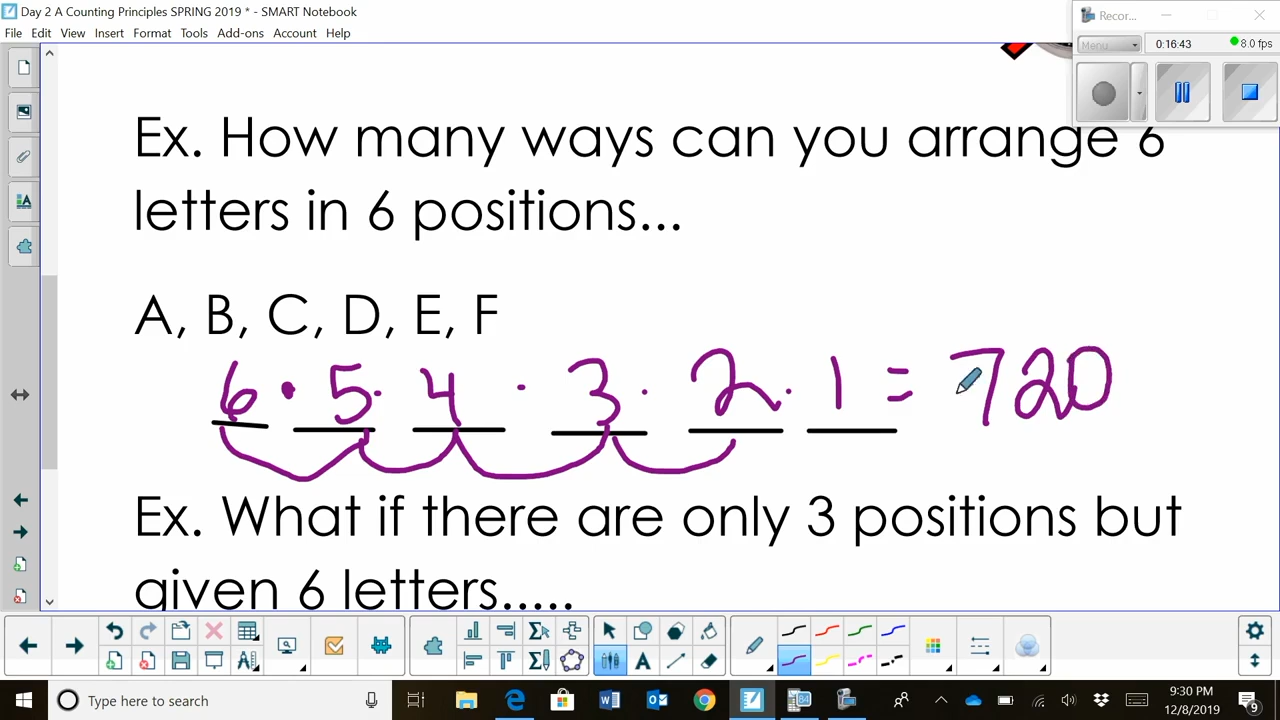 Day 2 A Counting Principles SPRING 2019 * - SMART Notebook
File Edit View Insert Format Tools Add-ons Account Help
Recor...
Menu
0:16:43
8.0 fps
Ex. How many ways can you arrange 6
letters in 6 positions...
A, B, C, D, E, F
6 · 5 · 4 · 3 · 2 · 1 = 720
Ex. What if there are only 3 positions but
given 6 letters.....
Type here to search
9:30 PM
12/8/2019
9